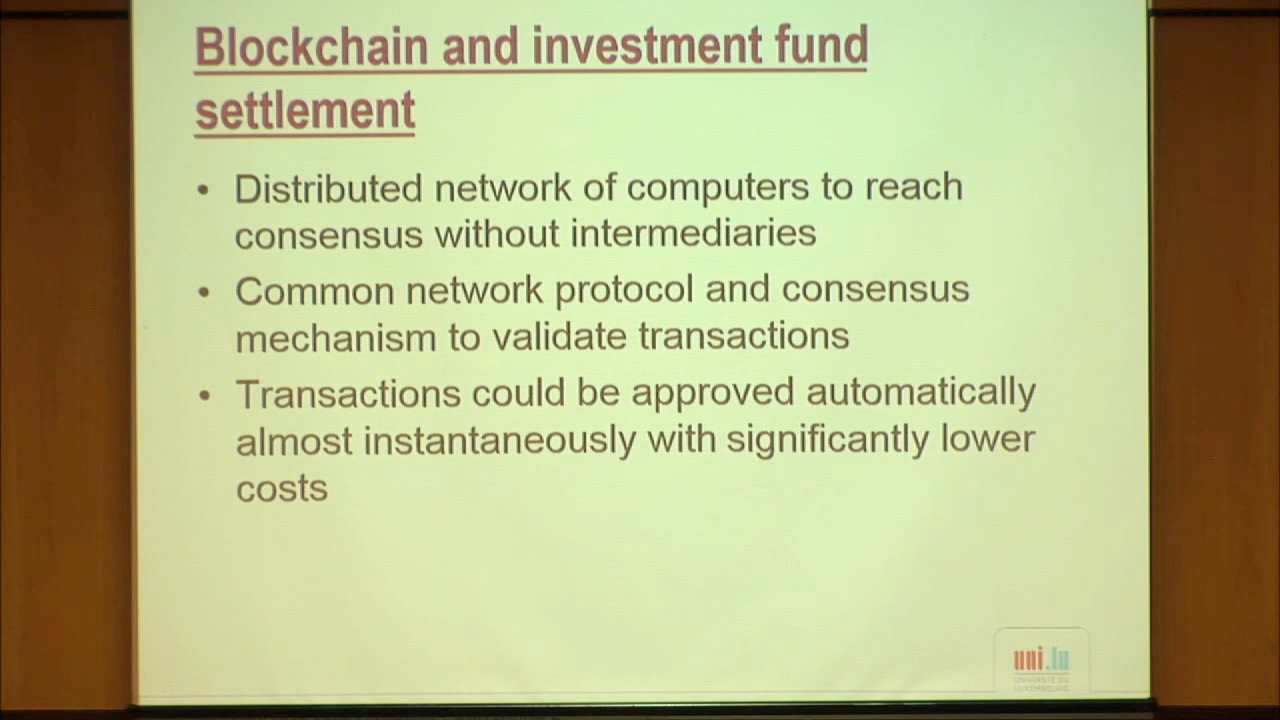 Blockchain and investment fund
settlement
• Distributed network of computers to reach
consensus without intermediaries
• Common network protocol and consensus
mechanism to validate transactions
• Transactions could be approved automatically
almost instantaneously with significantly lower
costs
uni.lu
UNIVERSITÉ DU
LUXEMBOURG